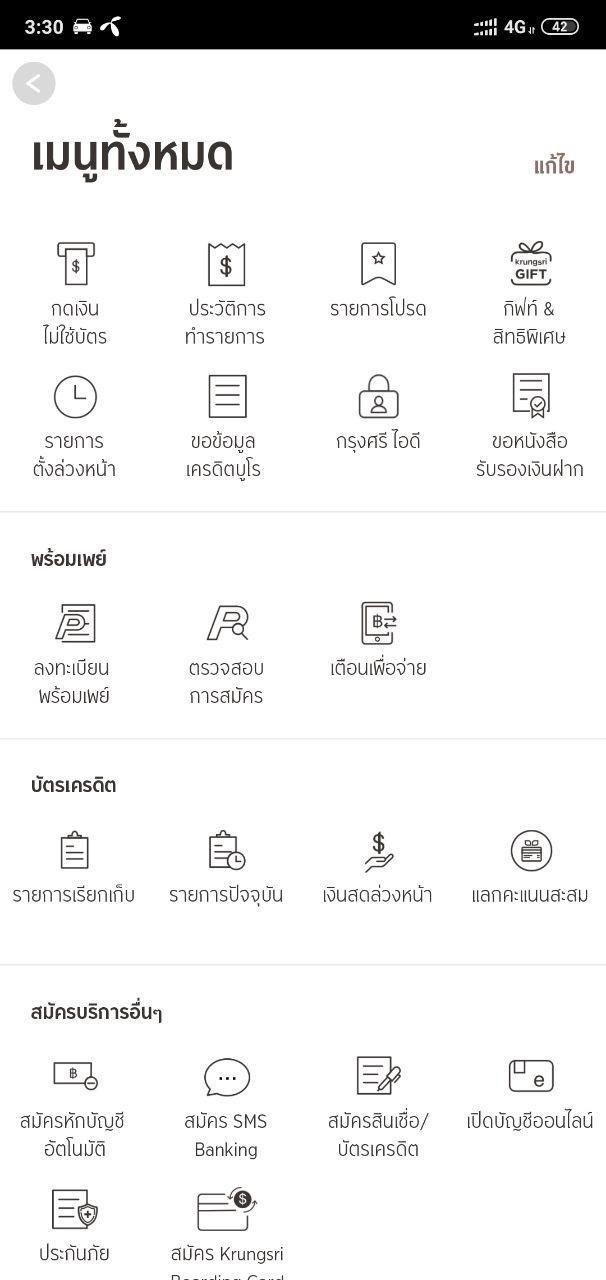 3:30 4G 42
เมนูทั้งหมด
แก้ไข
$ $ krungsri GIFT
กดเงิน ประวัติการ รายการโปรด กิฟท์ &
ไม่ใช้บัตร ทำรายการ สิทธิพิเศษ
รายการ ขอข้อมูล กรุงศรี ไอดี ขอหนังสือ
ตั้งล่วงหน้า เครดิตบูโร รับรองเงินฝาก
พร้อมเพย์
฿
ลงทะเบียน ตรวจสอบ เตือนเพื่อจ่าย
พร้อมเพย์ การสมัคร
บัตรเครดิต
$
รายการเรียกเก็บ รายการปัจจุบัน เงินสดล่วงหน้า แลกคะแนนสะสม
สมัครบริการอื่นๆ
฿ e
สมัครหักบัญชี สมัคร SMS สมัครสินเชื่อ/ เปิดบัญชีออนไลน์
อัตโนมัติ Banking บัตรเครดิต
$
ประกันภัย สมัคร Krungsri
Boarding Card